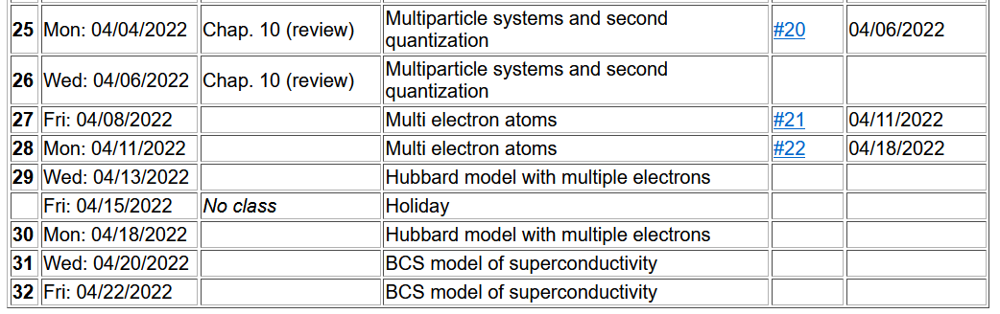 25 Mon: 04/04/2022 Chap. 10 (review) Multiparticle systems and second quantization #20 04/06/2022
26 Wed: 04/06/2022 Chap. 10 (review) Multiparticle systems and second quantization
27 Fri: 04/08/2022 Multi electron atoms #21 04/11/2022
28 Mon: 04/11/2022 Multi electron atoms #22 04/18/2022
29 Wed: 04/13/2022 Hubbard model with multiple electrons
Fri: 04/15/2022 No class Holiday
30 Mon: 04/18/2022 Hubbard model with multiple electrons
31 Wed: 04/20/2022 BCS model of superconductivity
32 Fri: 04/22/2022 BCS model of superconductivity